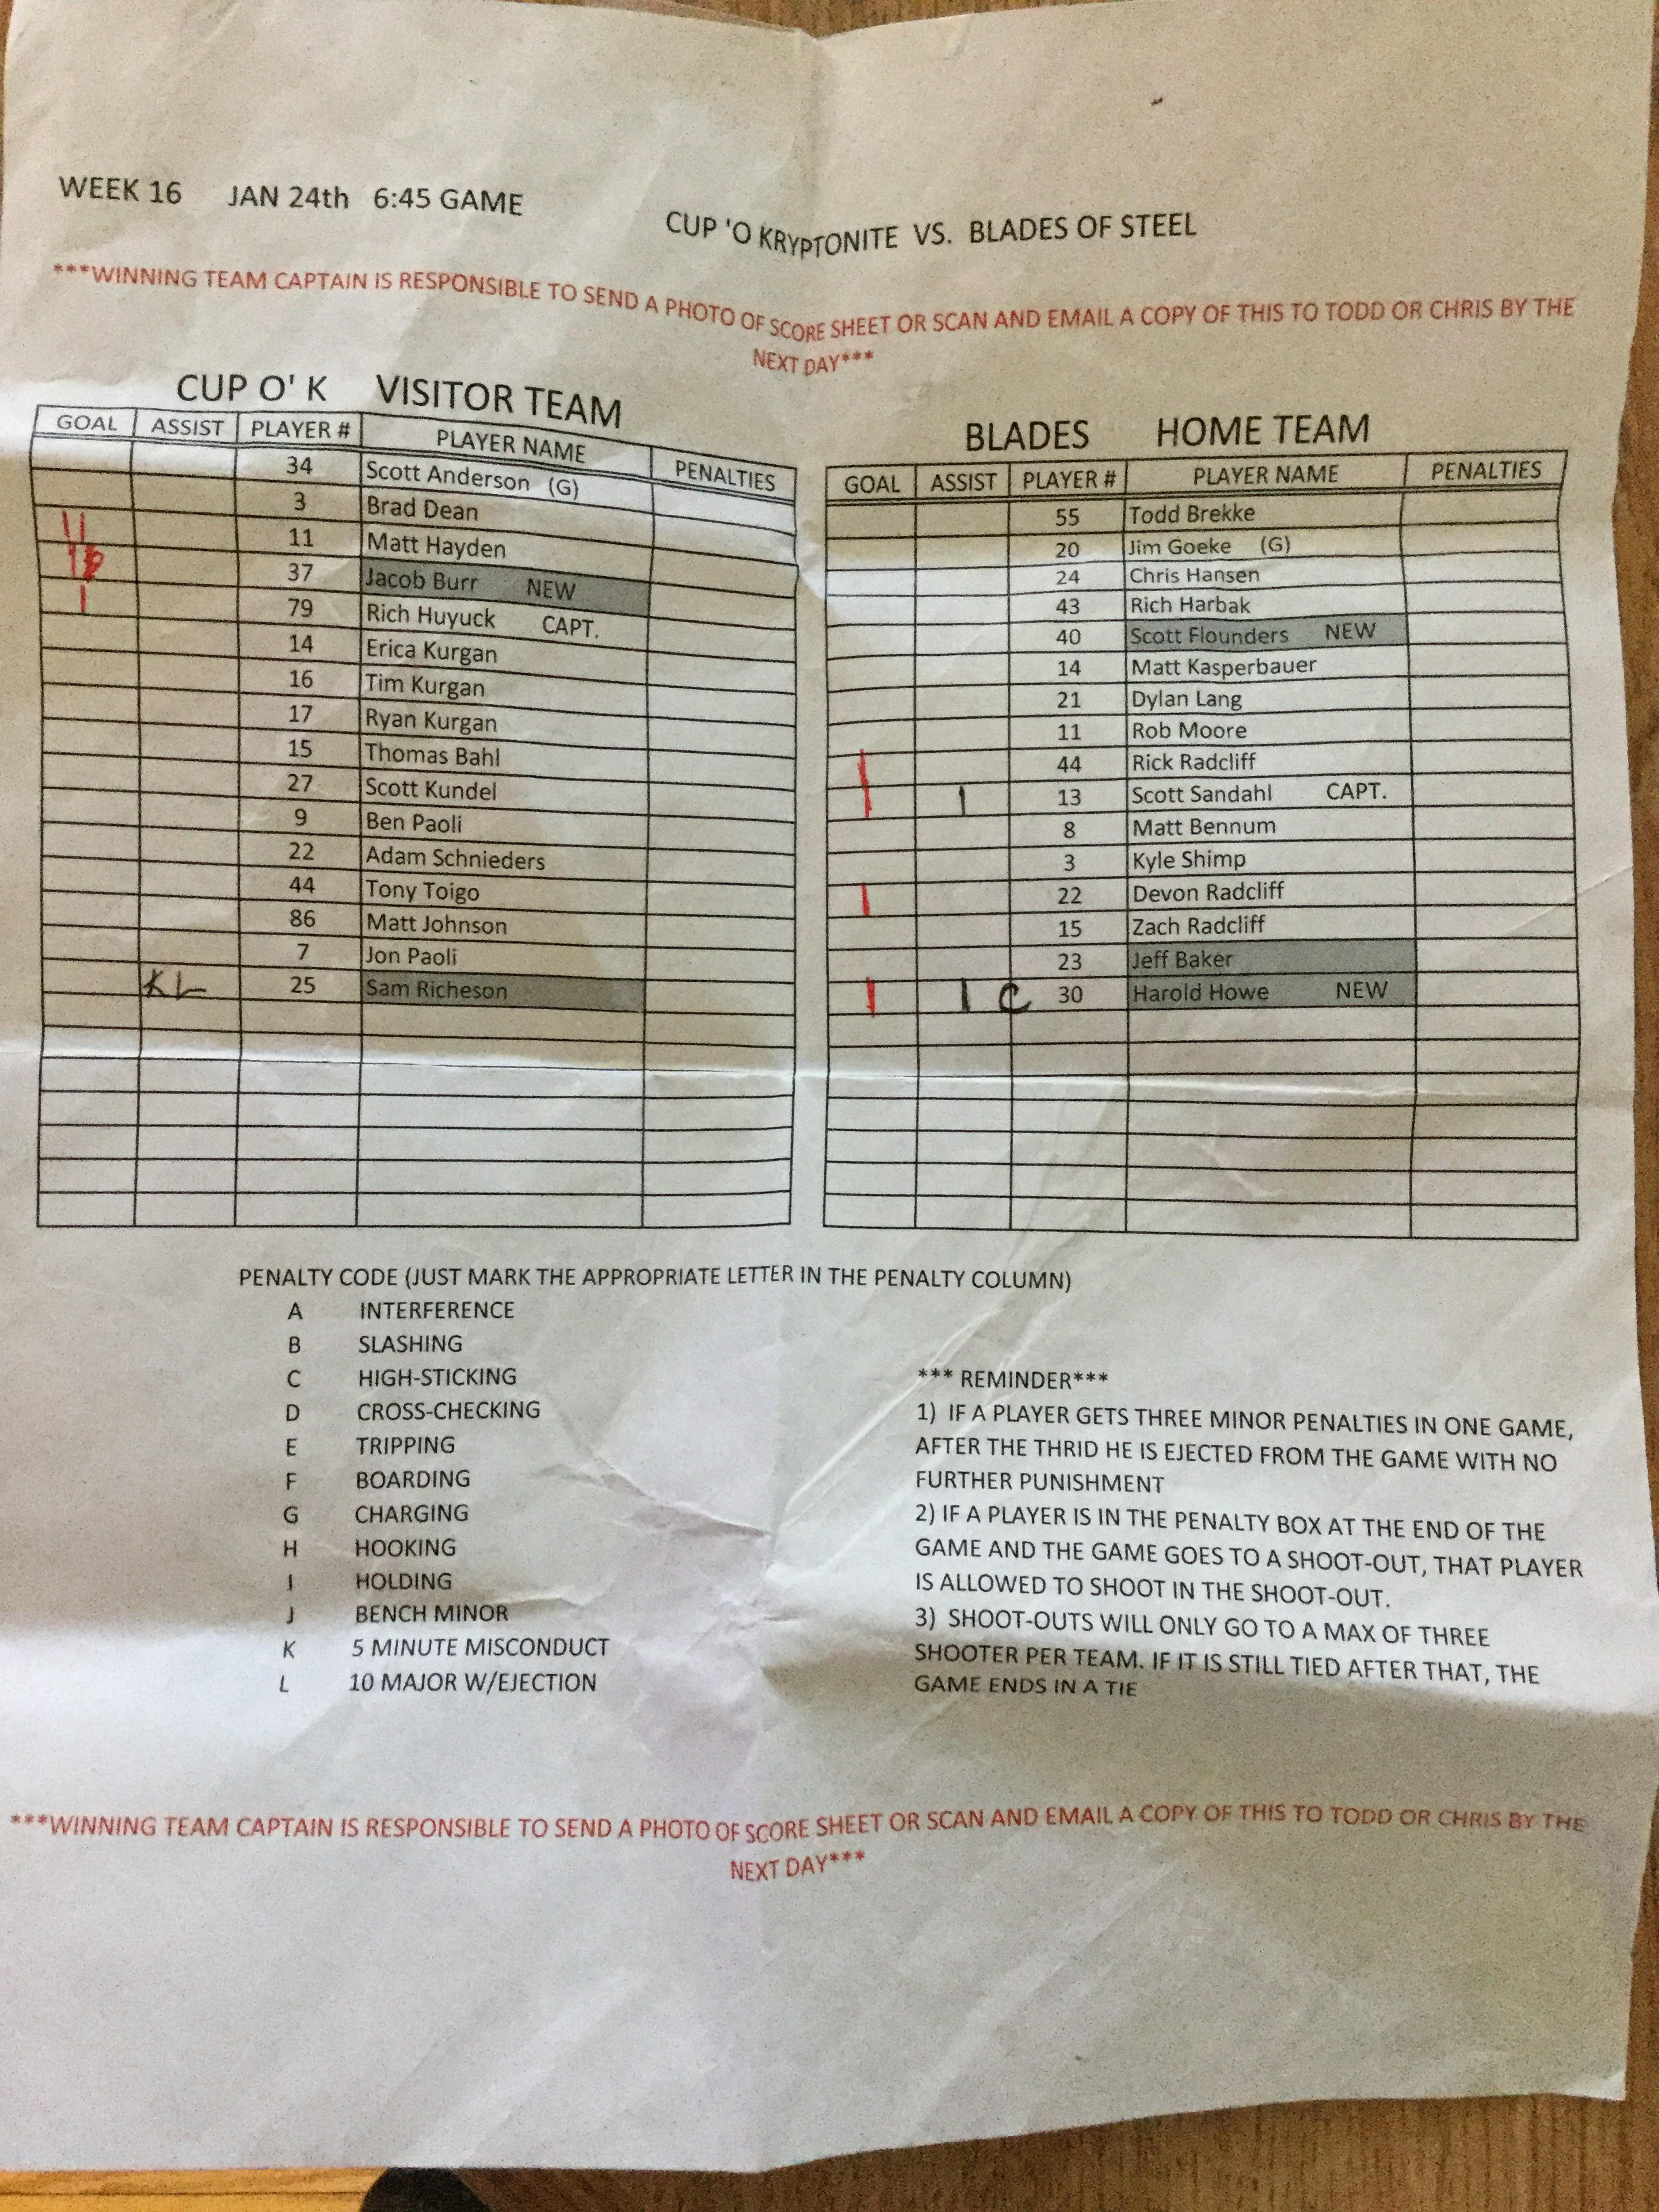 WEEK 16 JAN 24th 6:45 GAME
CUP 'O KRYPTONITE VS. BLADES OF STEEL
***WINNING TEAM CAPTAIN IS RESPONSIBLE TO SEND A PHOTO OF SCORE SHEET OR SCAN AND EMAIL A COPY OF THIS TO TODD OR CHRIS BY THE
NEXT DAY***
CUP O' K VISITOR TEAM
GOAL ASSIST PLAYER # PLAYER NAME PENALTIES
34 Scott Anderson (G)
3 Brad Dean
11 Matt Hayden
37 Jacob Burr NEW
79 Rich Huyuck CAPT.
14 Erica Kurgan
16 Tim Kurgan
17 Ryan Kurgan
15 Thomas Bahl
27 Scott Kundel
9 Ben Paoli
22 Adam Schnieders
44 Tony Toigo
86 Matt Johnson
7 Jon Paoli
KL 25 Sam Richeson
BLADES HOME TEAM
GOAL ASSIST PLAYER # PLAYER NAME PENALTIES
55 Todd Brekke
20 Jim Goeke (G)
24 Chris Hansen
43 Rich Harbak
40 Scott Flounders NEW
14 Matt Kasperbauer
21 Dylan Lang
11 Rob Moore
| 44 Rick Radcliff
| | 13 Scott Sandahl CAPT.
8 Matt Bennum
3 Kyle Shimp
| 22 Devon Radcliff
15 Zach Radcliff
23 Jeff Baker
| | C 30 Harold Howe NEW
PENALTY CODE (JUST MARK THE APPROPRIATE LETTER IN THE PENALTY COLUMN)
A INTERFERENCE
B SLASHING
C HIGH-STICKING
D CROSS-CHECKING
E TRIPPING
F BOARDING
G CHARGING
H HOOKING
I HOLDING
J BENCH MINOR
K 5 MINUTE MISCONDUCT
L 10 MAJOR W/EJECTION
*** REMINDER***
1) IF A PLAYER GETS THREE MINOR PENALTIES IN ONE GAME,
AFTER THE THRID HE IS EJECTED FROM THE GAME WITH NO
FURTHER PUNISHMENT
2) IF A PLAYER IS IN THE PENALTY BOX AT THE END OF THE
GAME AND THE GAME GOES TO A SHOOT-OUT, THAT PLAYER
IS ALLOWED TO SHOOT IN THE SHOOT-OUT.
3) SHOOT-OUTS WILL ONLY GO TO A MAX OF THREE
SHOOTER PER TEAM. IF IT IS STILL TIED AFTER THAT, THE
GAME ENDS IN A TIE
***WINNING TEAM CAPTAIN IS RESPONSIBLE TO SEND A PHOTO OF SCORE SHEET OR SCAN AND EMAIL A COPY OF THIS TO TODD OR CHRIS BY THE
NEXT DAY***